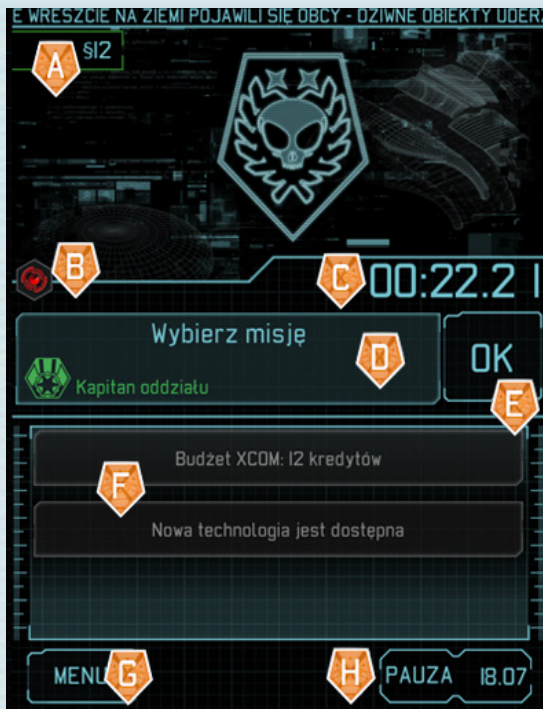 E WRESZCIE NA ZIEMI POJAWILI SIĘ OBCY - DZIWNE OBIEKTY UDERZ
A
§12
B
C
00:22.2
Wybierz misję
D
OK
Kapitan oddziału
E
Budżet XCOM: 12 kredytów
F
Nowa technologia jest dostępna
MENU
G
H
PAUZA
18.07